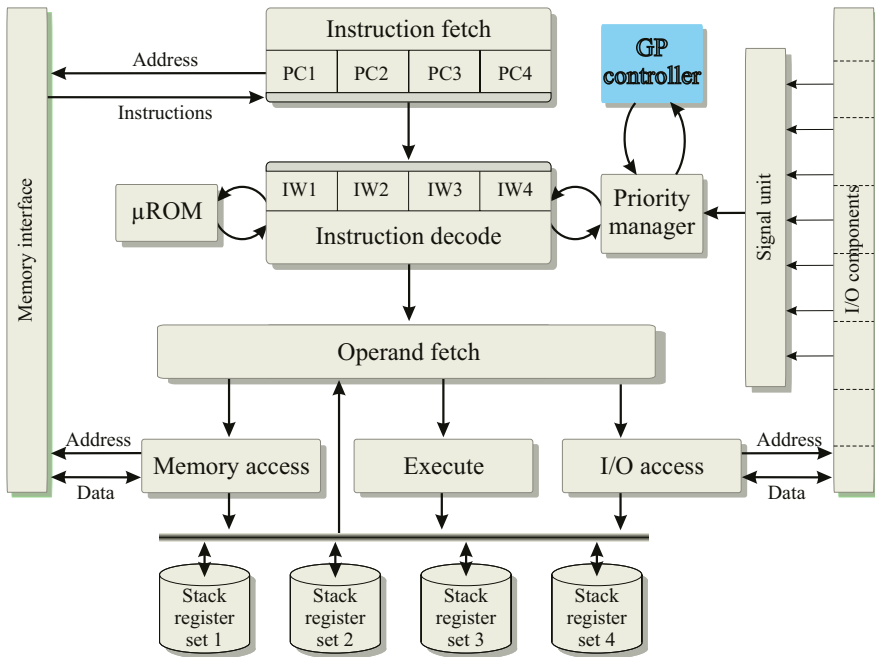 Instruction fetch
PC1 PC2 PC3 PC4
Address
Instructions
GP
controller
IW1 IW2 IW3 IW4
Instruction decode
µROM
Priority
manager
Signal unit
I/O components
Memory interface
Operand fetch
Address
Data
Memory access
Execute
I/O access
Address
Data
Stack
register
set 1
Stack
register
set 2
Stack
register
set 3
Stack
register
set 4